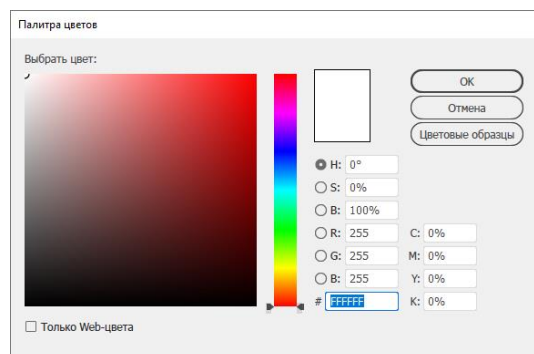 Палитра цветов
Выбрать цвет:
ОК
Отмена
Цветовые образцы
H: 0°
S: 0%
B: 100%
R: 255 C: 0%
G: 255 M: 0%
B: 255 Y: 0%
# FFFFFF K: 0%
Только Web-цвета